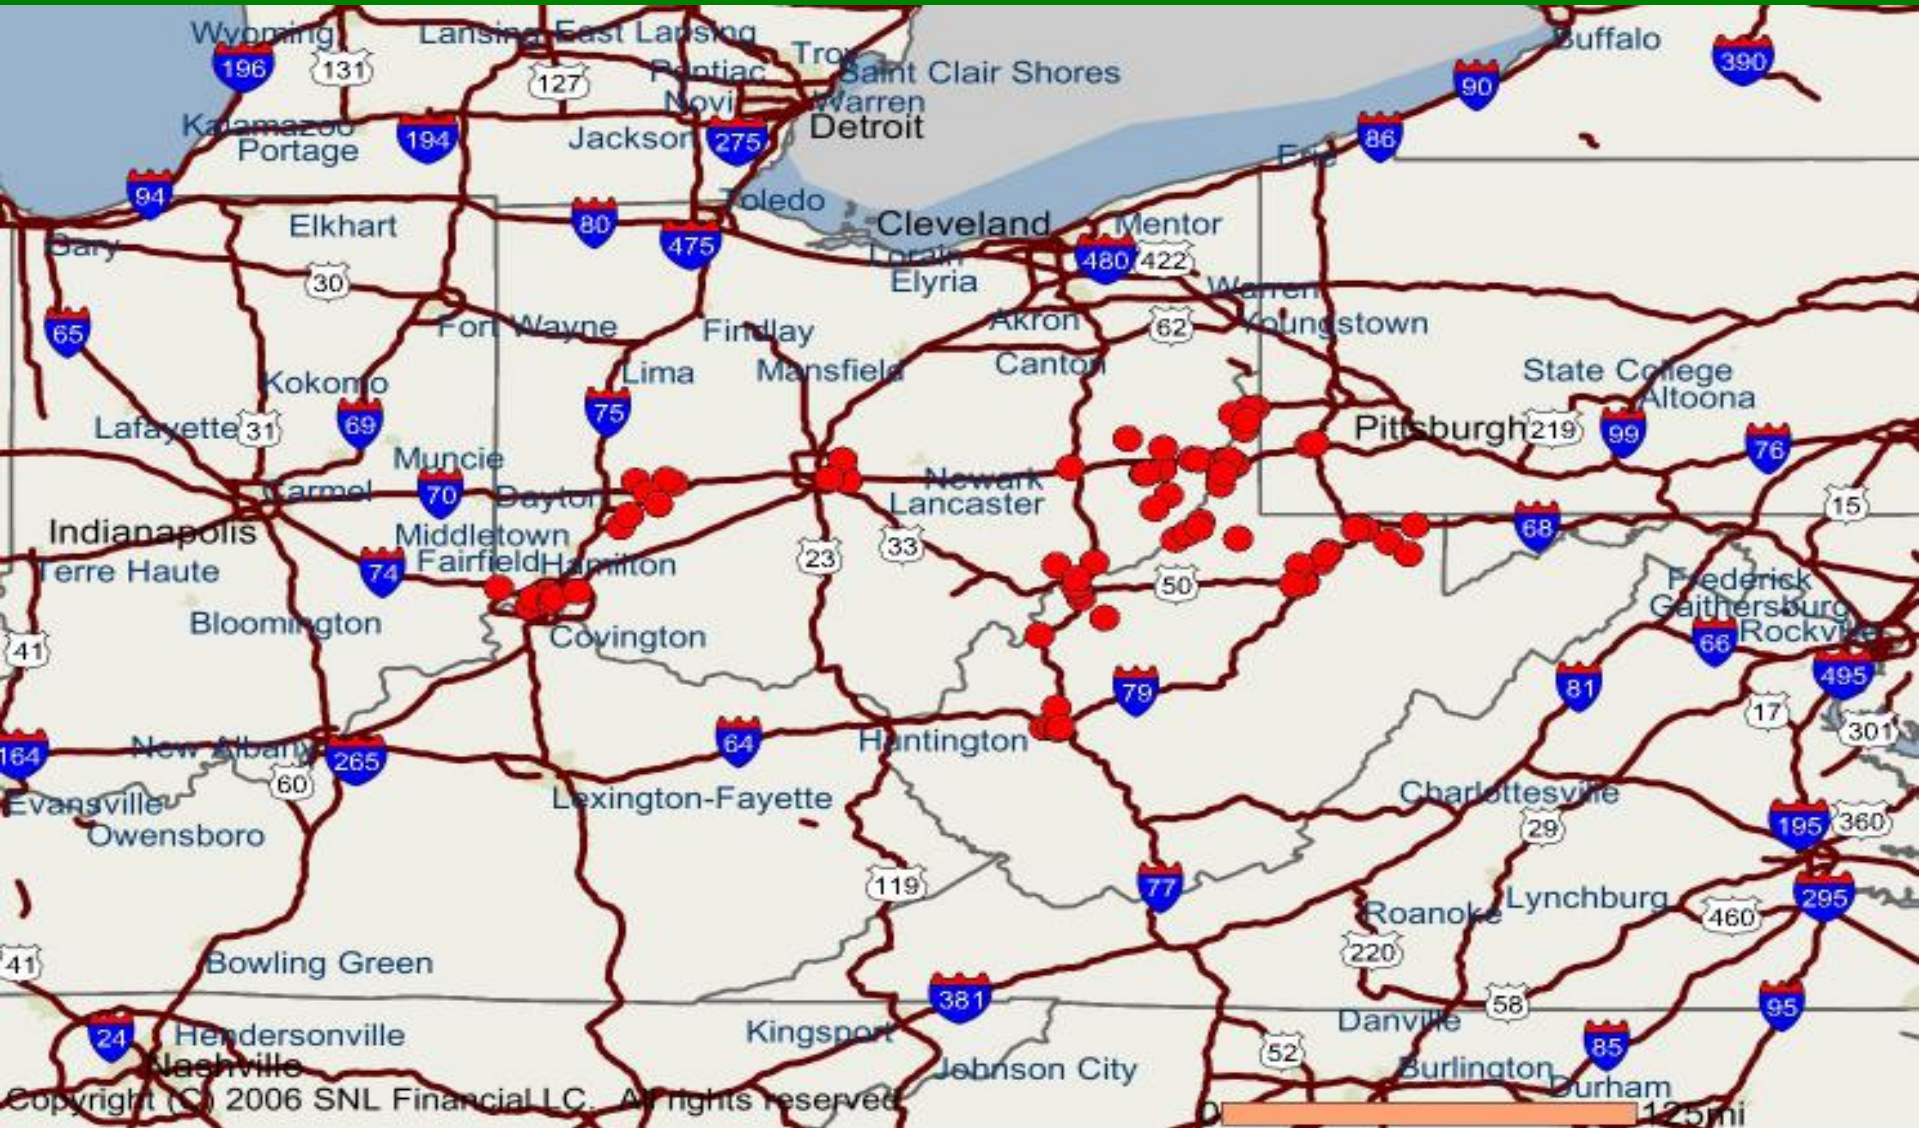 Wyoming
Lansing
East Lansing
Buffalo
Troy
196
131
127
Pontiac
Saint Clair Shores
90
390
Novi
Warren
Kalamazoo
194
Jackson
275
Detroit
86
Portage
Erie
94
Toledo
Elkhart
80
Cleveland
Mentor
Gary
475
Lorain
480
422
30
Elyria
Warren
65
Fort Wayne
Findlay
Akron
62
Youngstown
Lima
Mansfield
Canton
State College
Kokomo
75
Altoona
Lafayette
31
69
Pittsburgh
219
99
76
Muncie
Carmel
70
Dayton
Newark
Lancaster
15
Indianapolis
Middletown
68
Fairfield
Hamilton
23
33
Terre Haute
74
50
Frederick
Gaithersburg
Bloomington
Covington
66
Rockville
41
79
81
495
17
164
New Albany
265
64
Huntington
301
60
Evansville
Lexington-Fayette
Charlottesville
Owensboro
29
195
360
119
77
Lynchburg
295
Roanoke
460
220
41
Bowling Green
381
58
95
24
Hendersonville
Kingsport
Danville
52
85
Nashville
Johnson City
Burlington
Durham
Copyright (C) 2006 SNL Financial LC. All rights reserved
0
125mi